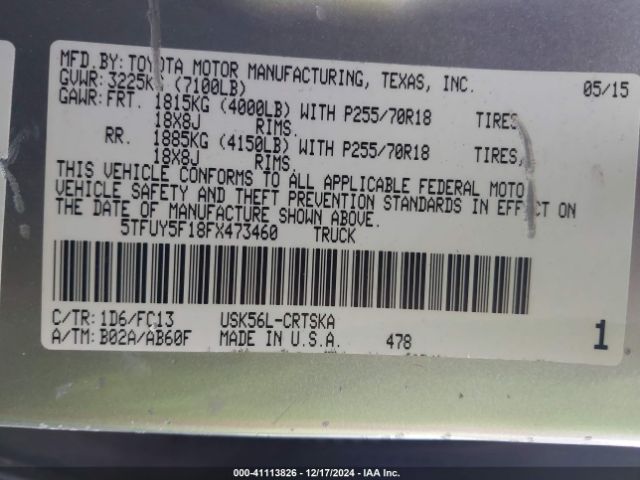 MFD.BY: TOYOTA MOTOR MANUFACTURING, TEXAS, INC. 05/15
GVWR: 3225KG (7100LB)
GAWR: FRT. 1815KG (4000LB) WITH P255/70R18 TIRES,
18X8J RIMS.
RR. 1885KG (4150LB) WITH P255/70R18 TIRES,
18X8J RIMS.
THIS VEHICLE CONFORMS TO ALL APPLICABLE FEDERAL MOTO
VEHICLE SAFETY AND THEFT PREVENTION STANDARDS IN EFFECT ON
THE DATE OF MANUFACTURE SHOWN ABOVE.
5TFUY5F18FX473460 TRUCK
C/TR: 1D6/FC13 USK56L-CRTSKA
A/TM: B02A/AB60F MADE IN U.S.A. 478 1
000-41113826 - 12/17/2024 - IAA Inc.